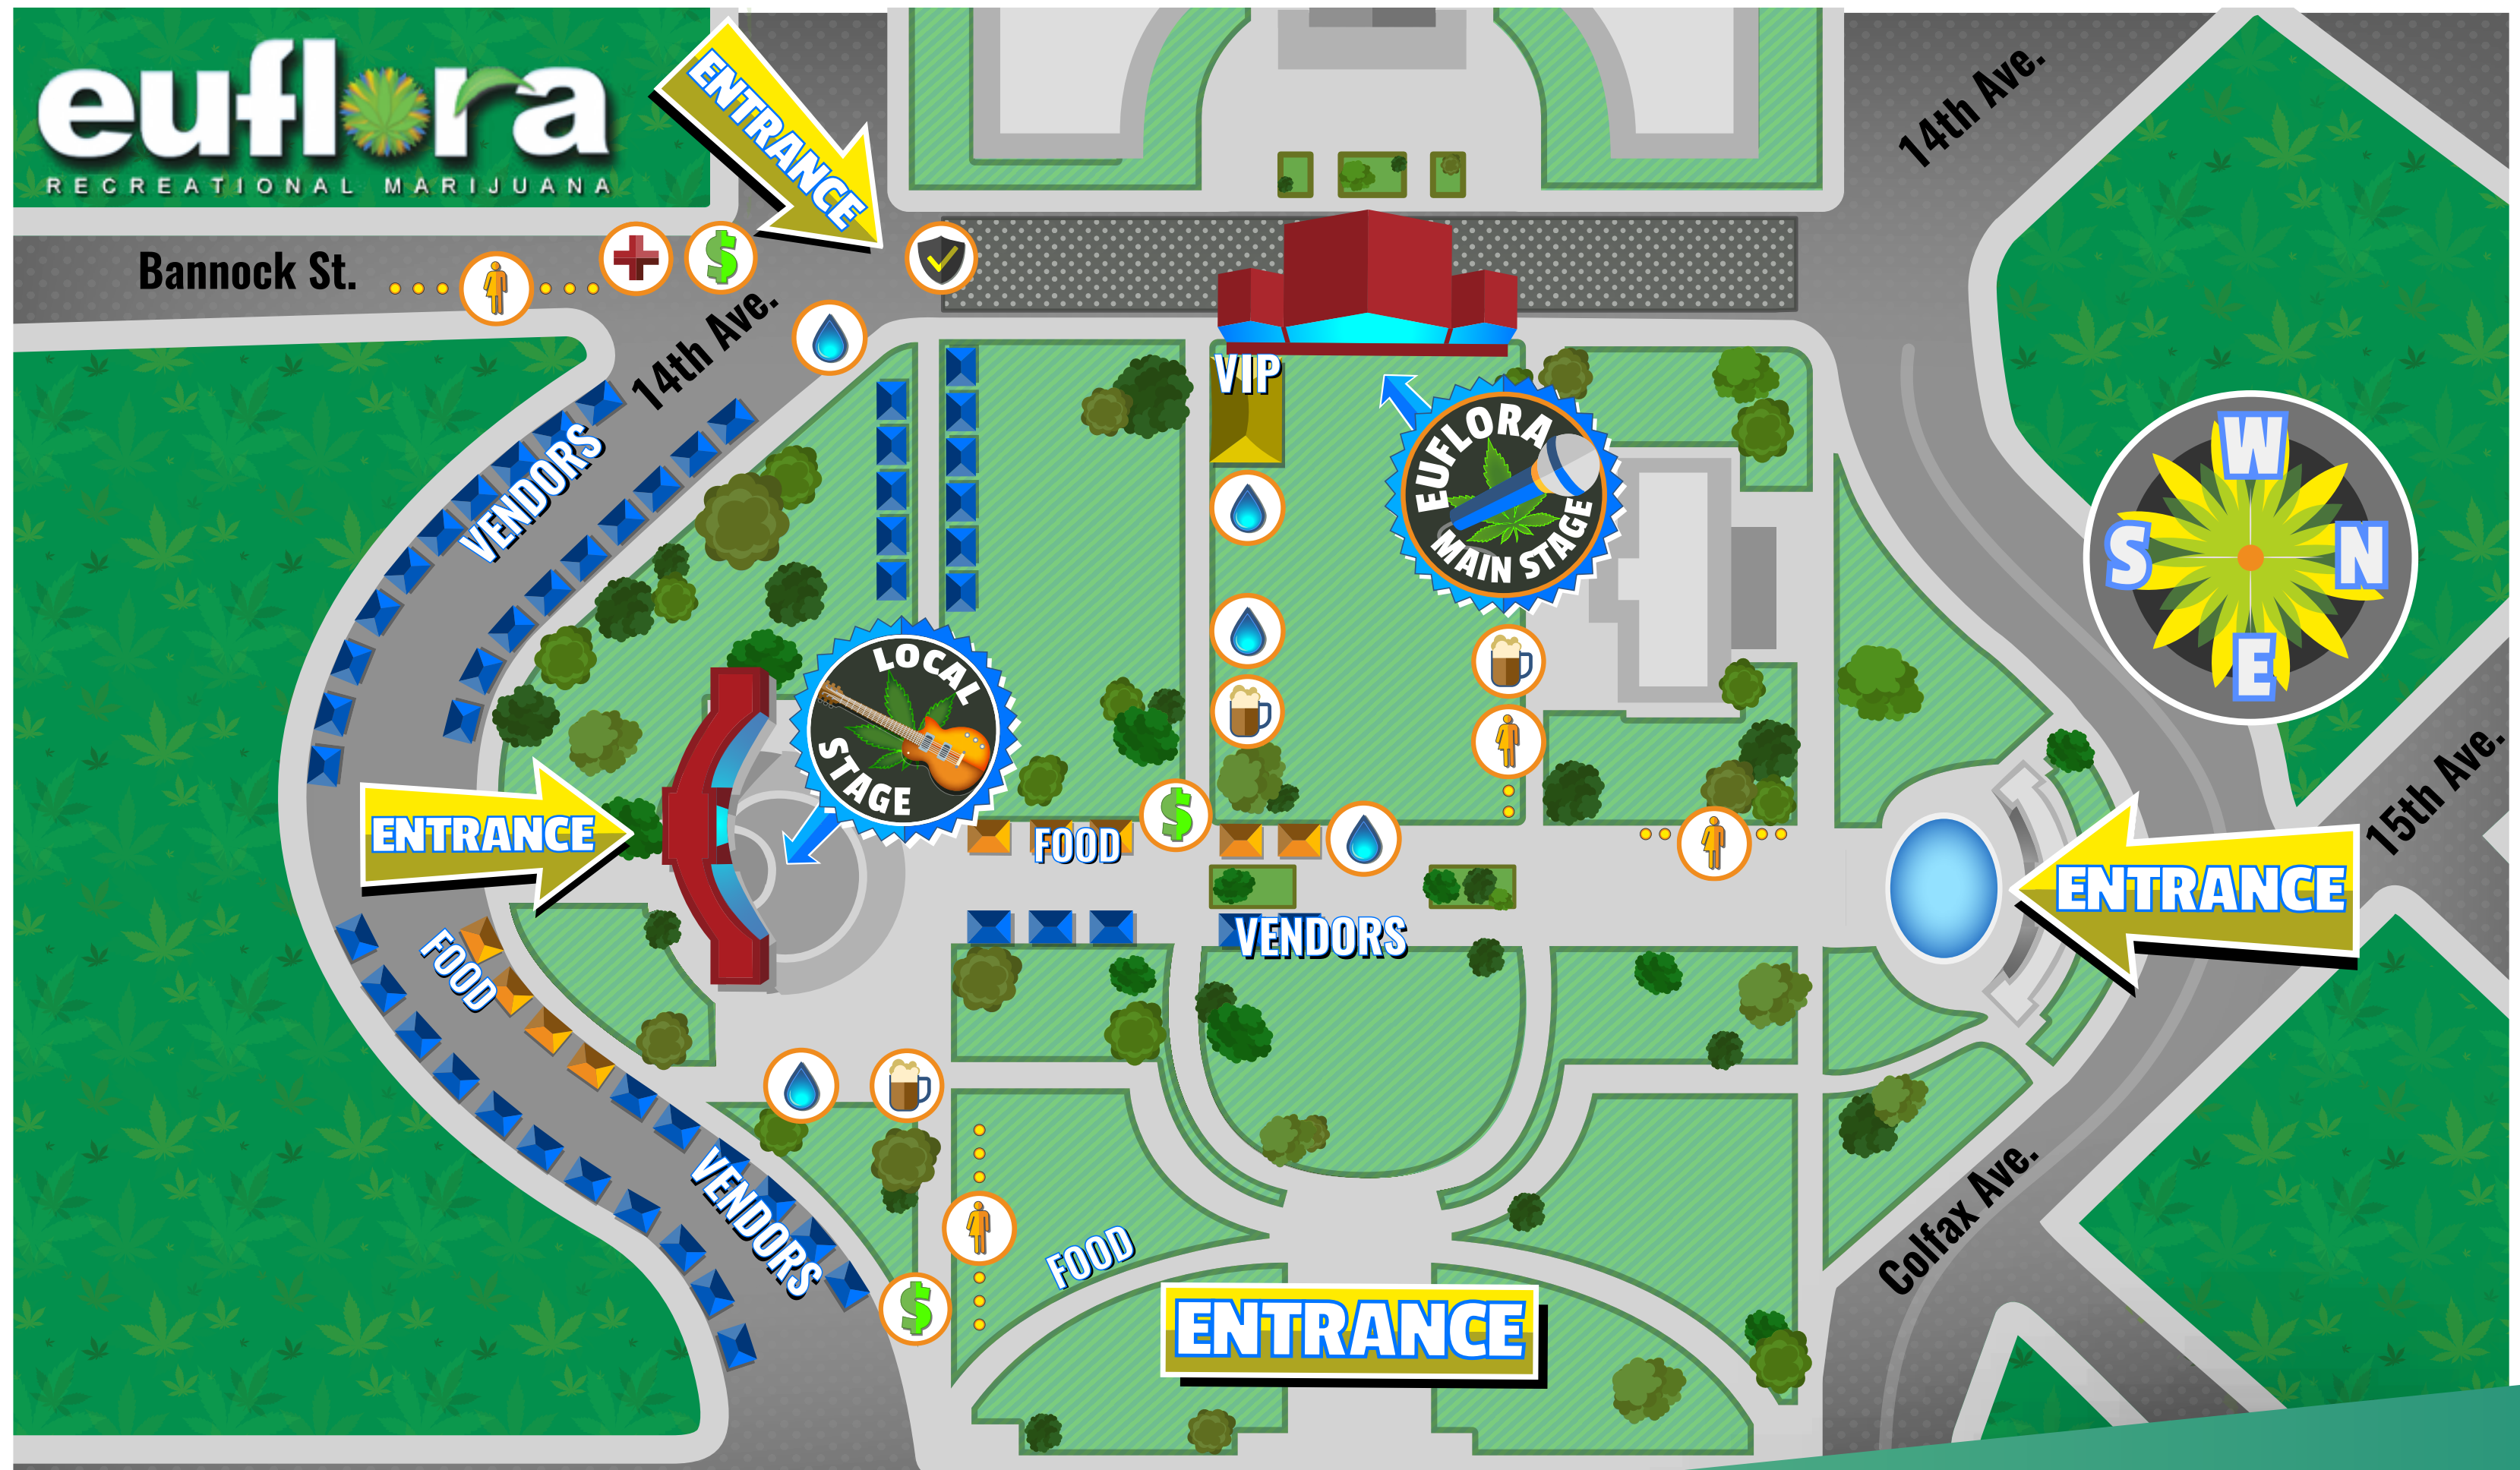 euflora
RECREATIONAL MARIJUANA
ENTRANCE
14th Ave.
Bannock St.
14th Ave.
VIP
EUFLORA
MAIN STAGE
VENDORS
W
S
N
E
LOCAL
STAGE
ENTRANCE
FOOD
15th Ave.
ENTRANCE
VENDORS
FOOD
VENDORS
FOOD
Colfax Ave.
ENTRANCE